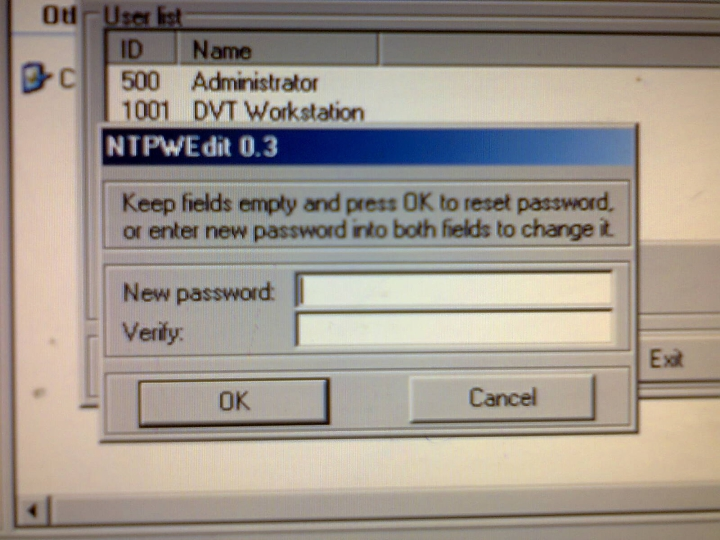 User list
ID Name
500 Administrator
1001 DVT Workstation
NTPWEdit 0.3
Keep fields empty and press OK to reset password,
or enter new password into both fields to change it.
New password:
Verify:
Exit
OK Cancel